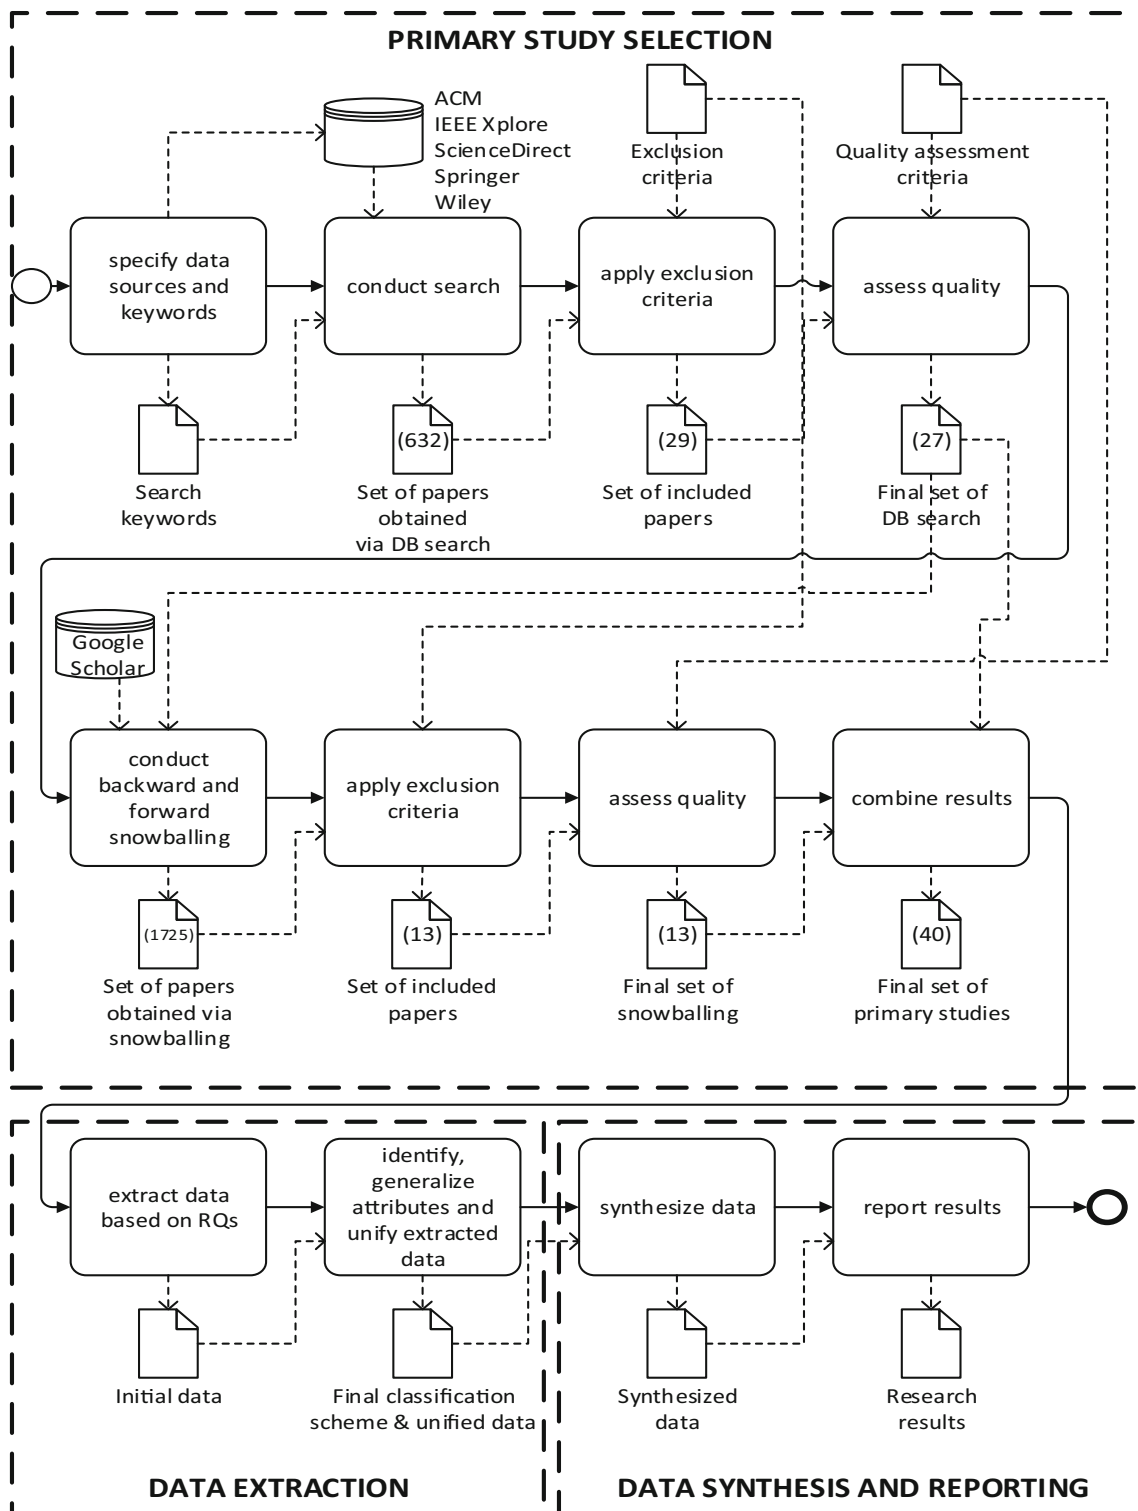 PRIMARY STUDY SELECTION
ACM
IEEE Xplore
ScienceDirect
Springer
Wiley
Exclusion
criteria
Quality assessment
criteria
specify data
sources and
keywords
conduct search
apply exclusion
criteria
assess quality
Search
keywords
(632)
Set of papers
obtained
via DB search
(29)
Set of included
papers
(27)
Final set of
DB search
Google
Scholar
conduct
backward and
forward
snowballing
apply exclusion
criteria
assess quality
combine results
(1725)
Set of papers
obtained via
snowballing
(13)
Set of included
papers
(13)
Final set of
snowballing
(40)
Final set of
primary studies
extract data
based on RQs
identify,
generalize
attributes and
unify extracted
data
synthesize data
report results
Initial data
Final classification
scheme & unified data
Synthesized
data
Research
results
DATA EXTRACTION
DATA SYNTHESIS AND REPORTING